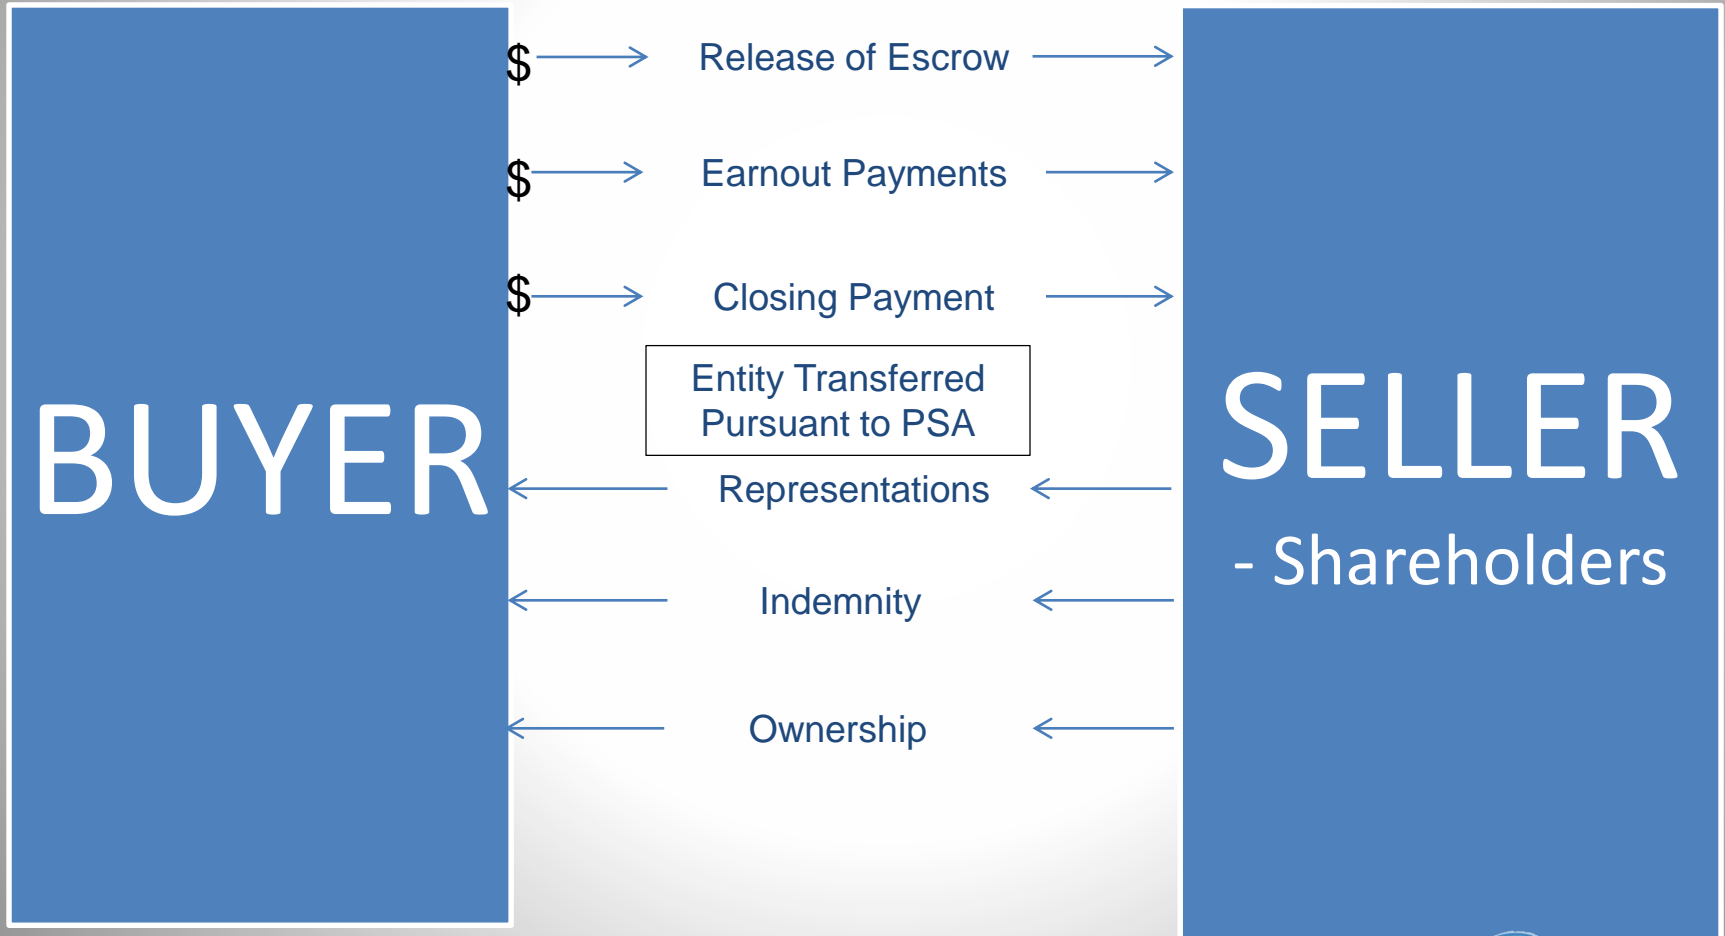 $ Release of Escrow
$ Earnout Payments
$ Closing Payment
Entity Transferred
Pursuant to PSA
BUYER
SELLER
- Shareholders
Representations
Indemnity
Ownership